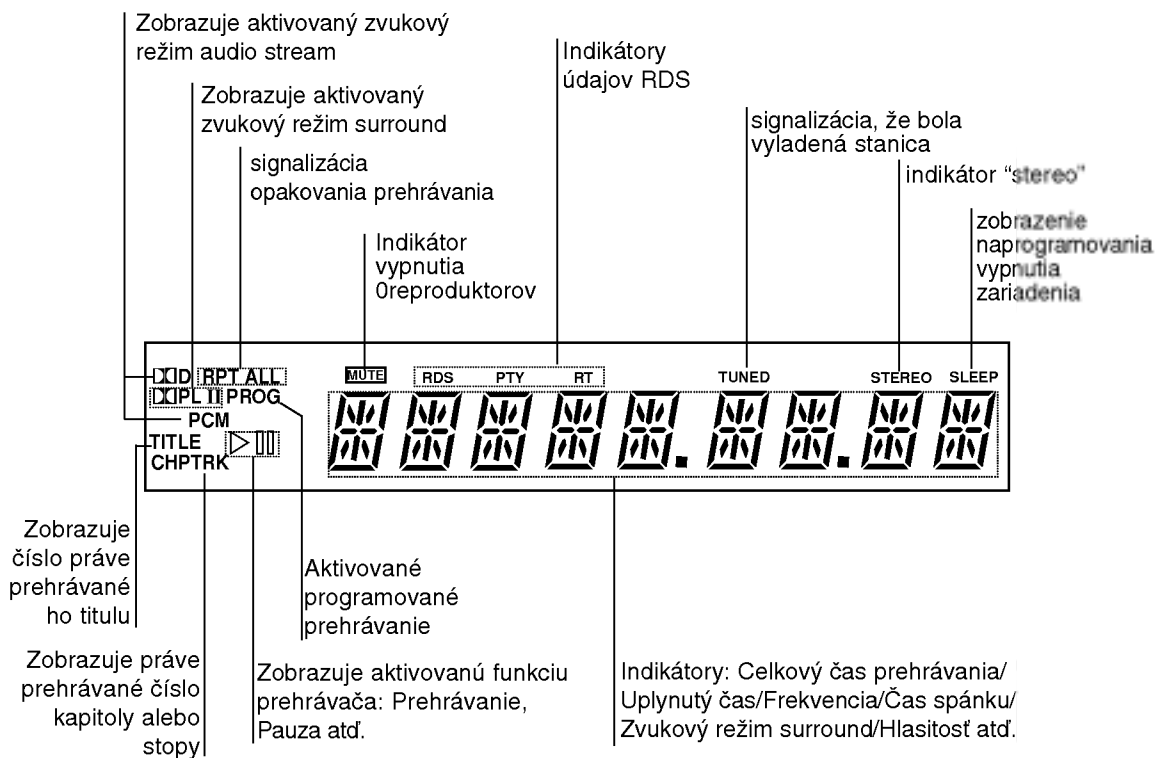 Zobrazuje aktivovaný zvukový
režim audio stream
Zobrazuje aktivovaný
zvukový režim surround
signalizácia
opakovania prehrávania
Indikátor
vypnutia
0reproduktorov
Indikátory
údajov RDS
signalizácia, že bola
vyladená stanica
indikátor “stereo”
zobrazenie
naprogramovania
vypnutia
zariadenia
D RPT ALL MUTE RDS PTY RT TUNED STEREO SLEEP
PL II PROG
PCM
TITLE
CHPTRK
Zobrazuje
číslo práve
prehrávané
ho titulu
Aktivované
programované
prehrávanie
Zobrazuje práve
prehrávané číslo
kapitoly alebo
stopy
Zobrazuje aktivovanú funkciu
prehrávača: Prehrávanie,
Pauza atď.
Indikátory: Celkový čas prehrávania/
Uplynutý čas/Frekvencia/Čas spánku/
Zvukový režim surround/Hlasitosť atď.